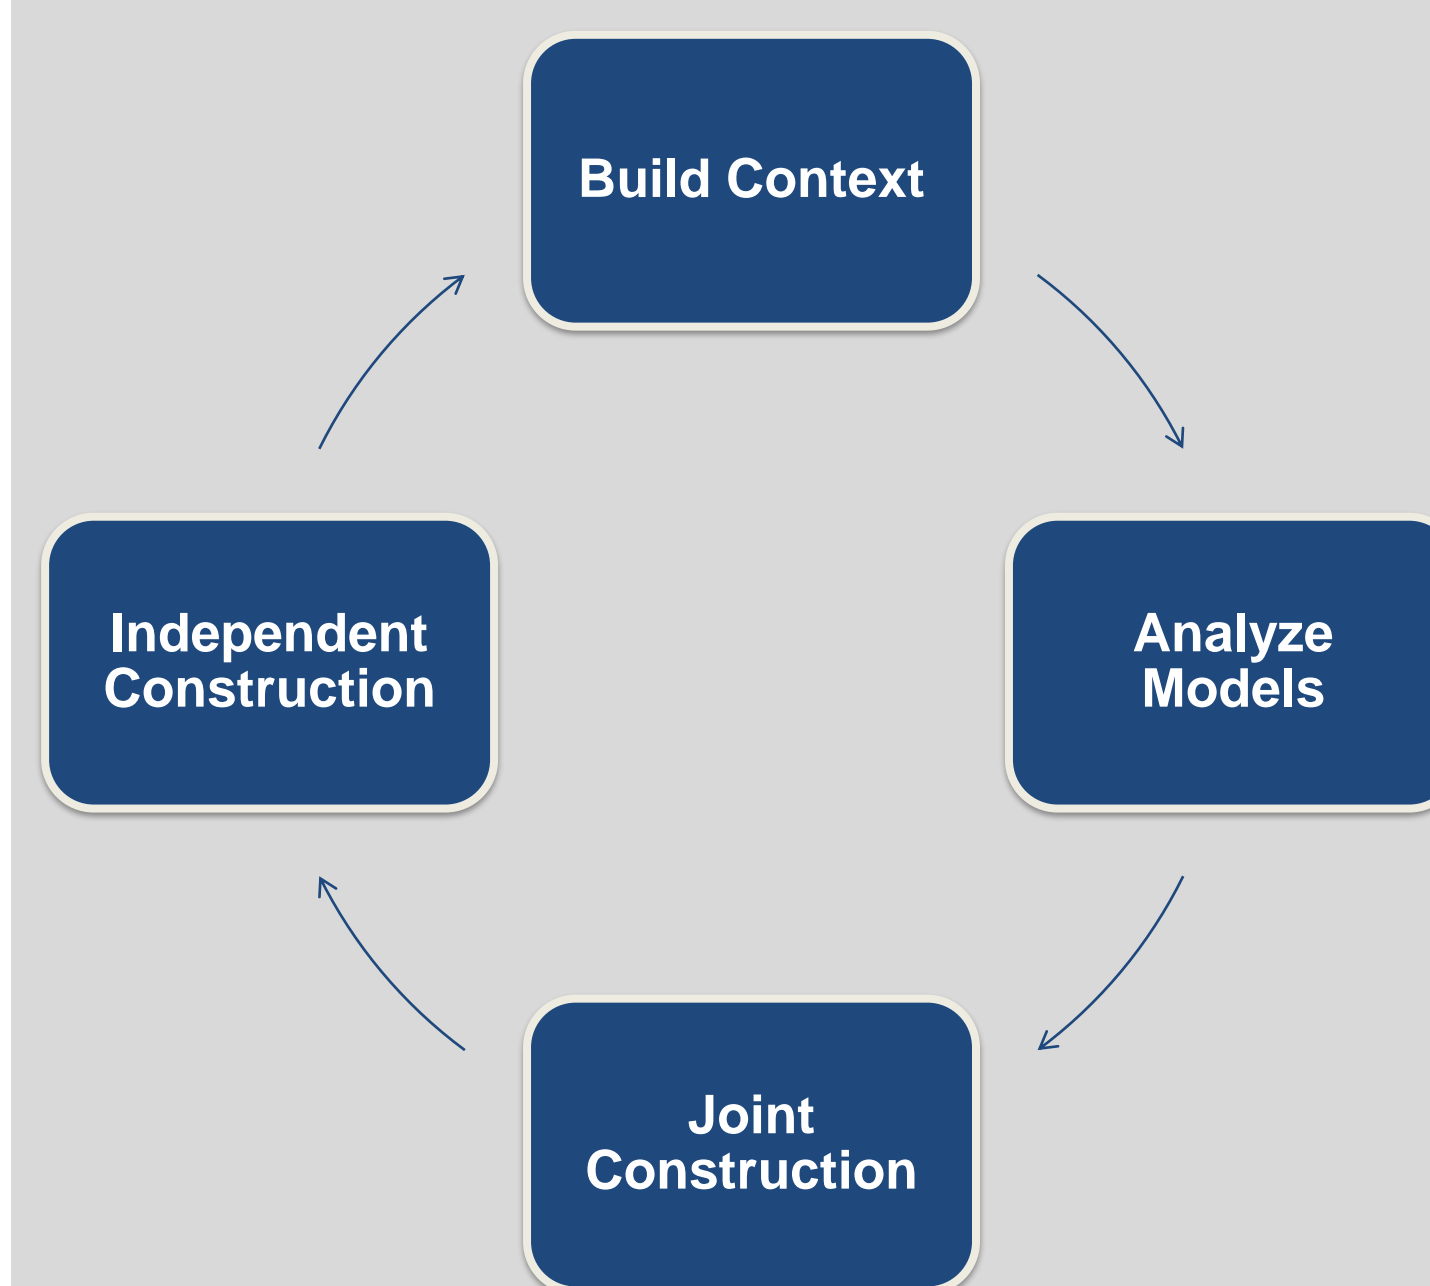 Build Context
Independent
Construction
Analyze
Models
Joint
Construction